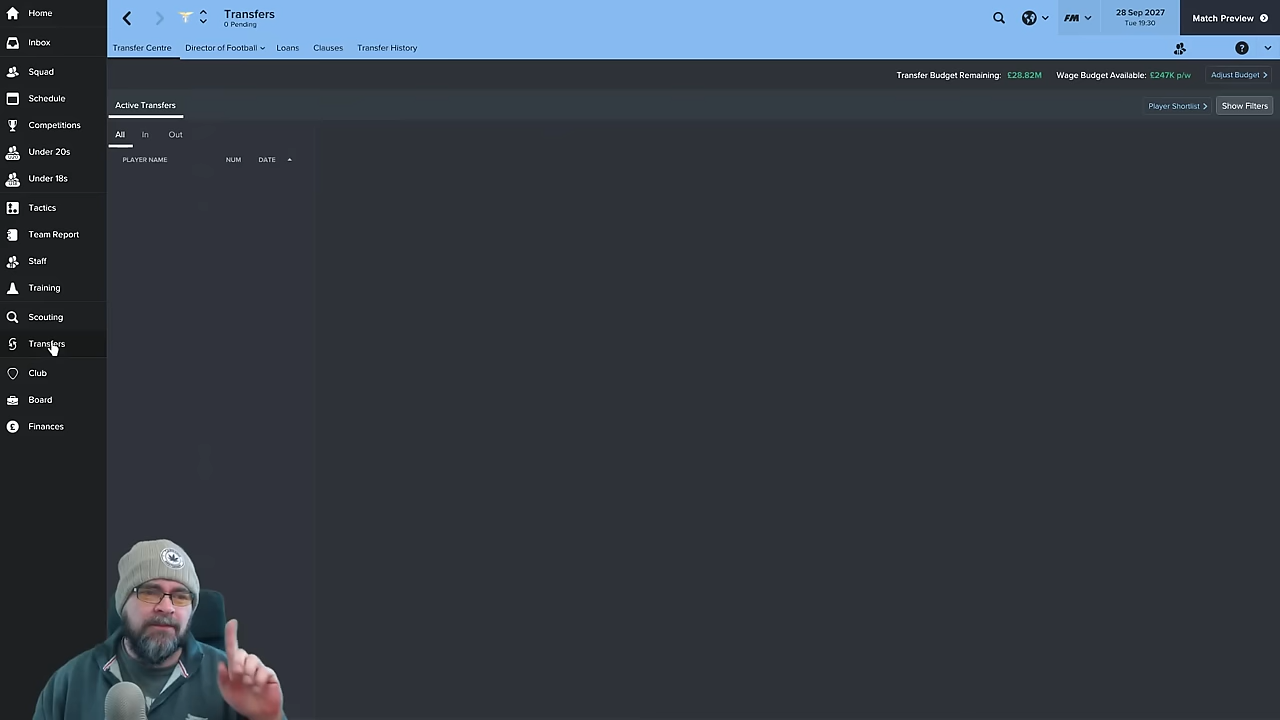 Home
Inbox
Squad
Schedule
Competitions
Under 20s
Under 18s
Tactics
Team Report
Staff
Training
Scouting
Transfers
Club
Board
Finances
Transfers
0 Pending
FM
28 Sep 2027
Tue 19:30
Match Preview
Transfer Centre Director of Football Loans Clauses Transfer History
Transfer Budget Remaining: £28.82M Wage Budget Available: £247K p/w Adjust Budget
Active Transfers
Player Shortlist Show Filters
All In Out
PLAYER NAME NUM DATE